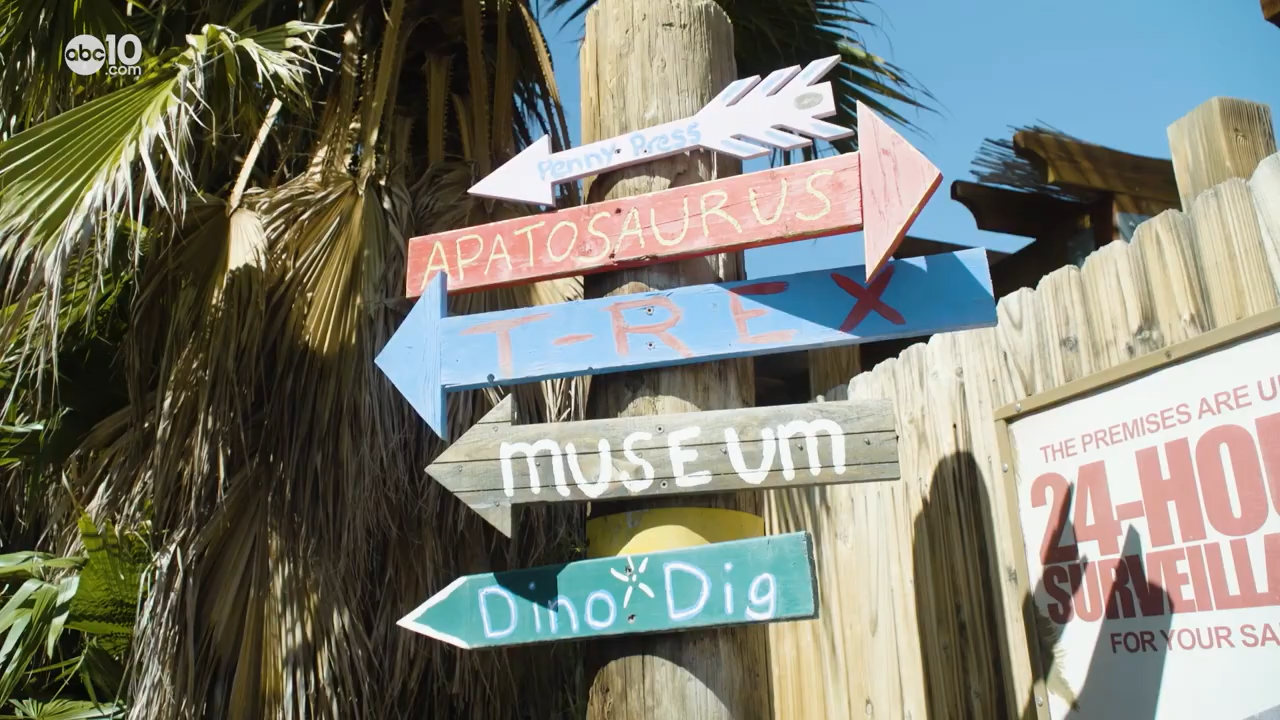 abc10
.com
Penny Press
APATOSAURUS
T-REX
MUSEUM
Dino Dig
THE PREMISES ARE
24-HO
SURVEILLA
FOR YOUR SA